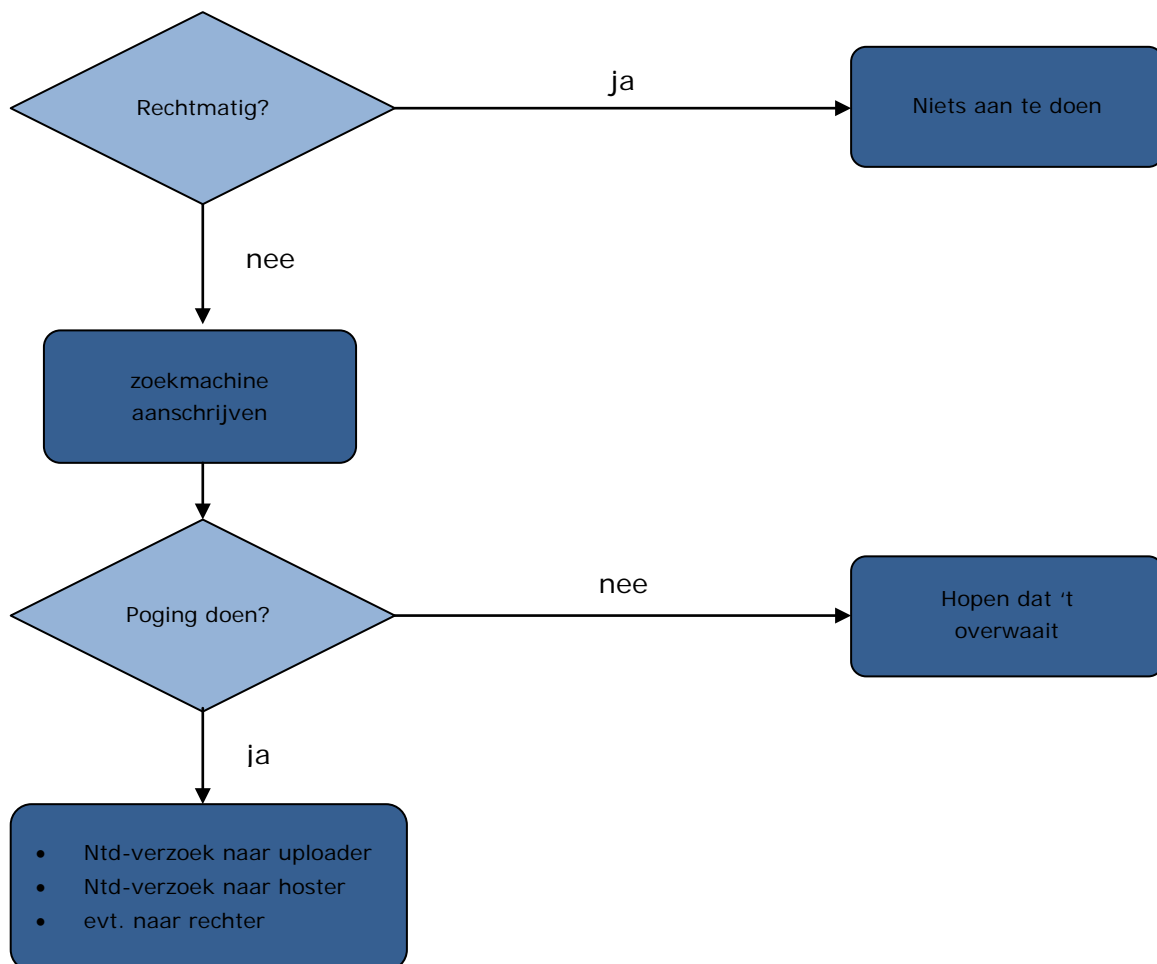 Rechtmatig?
ja
Niets aan te doen
nee
zoekmachine
aanschrijven
Poging doen?
nee
Hopen dat ‘t
overwaait
ja
• Ntd-verzoek naar uploader
• Ntd-verzoek naar hoster
• evt. naar rechter